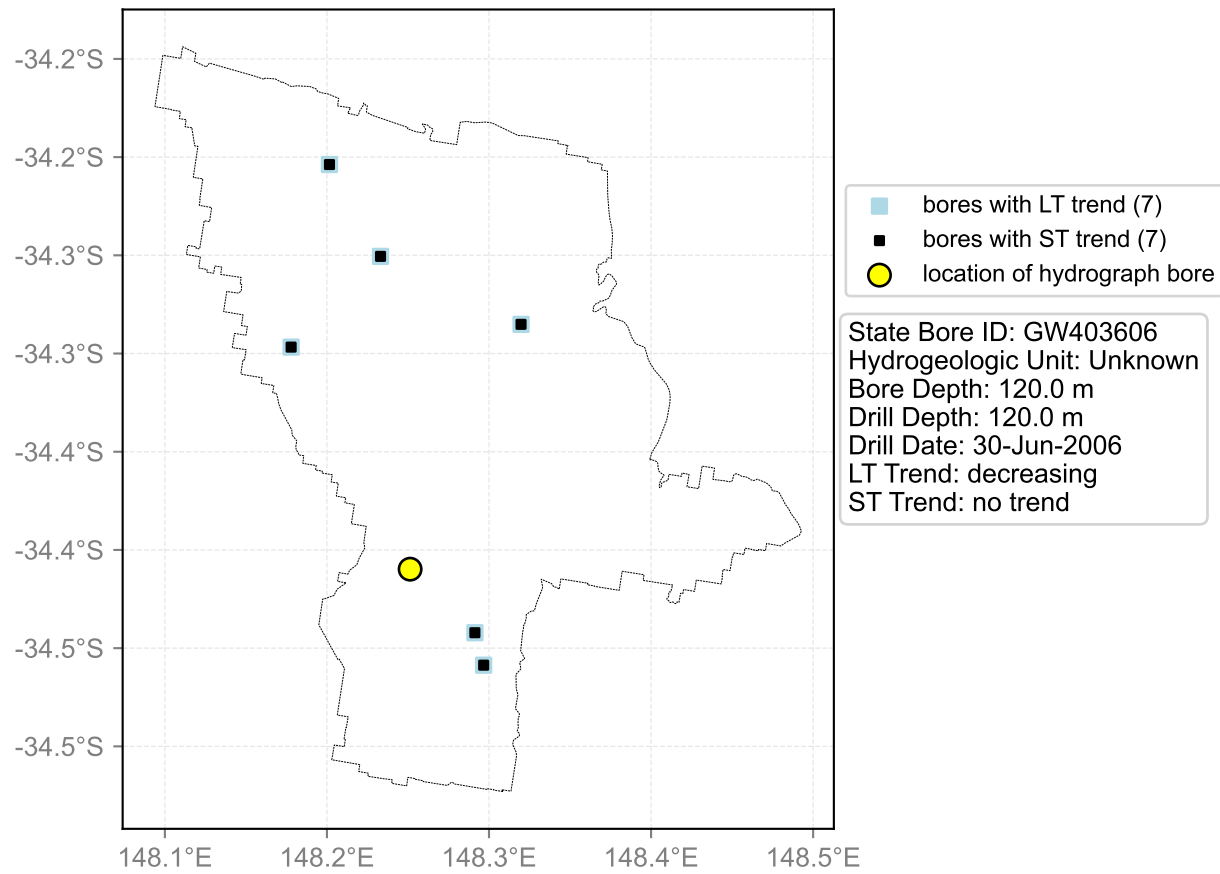 -34.2°S
-34.2°S
-34.3°S
-34.3°S
-34.4°S
-34.4°S
-34.5°S
-34.5°S
148.1°E
148.2°E
148.3°E
148.4°E
148.5°E
bores with LT trend (7)
bores with ST trend (7)
location of hydrograph bore
State Bore ID: GW403606
Hydrogeologic Unit: Unknown
Bore Depth: 120.0 m
Drill Depth: 120.0 m
Drill Date: 30-Jun-2006
LT Trend: decreasing
ST Trend: no trend